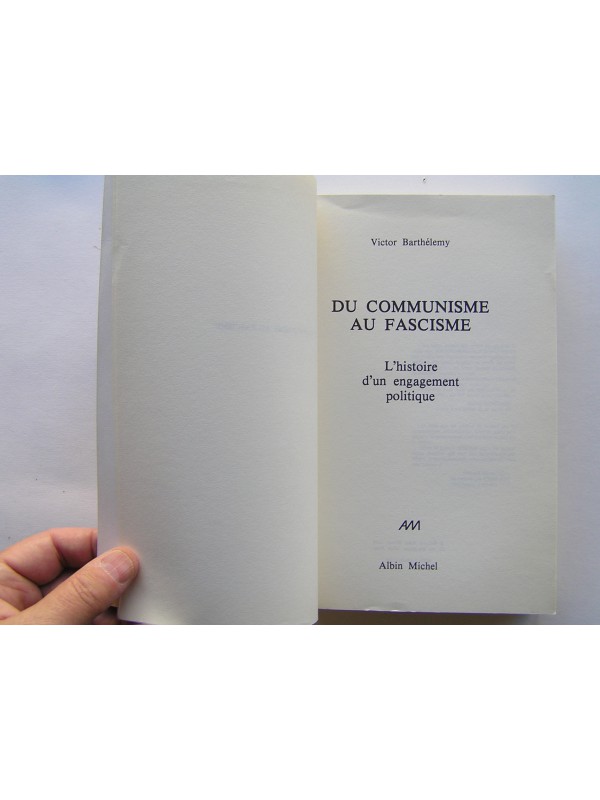 Victor Barthélemy
DU COMMUNISME
AU FASCISME
L'histoire
d'un engagement
politique
AM
Albin Michel